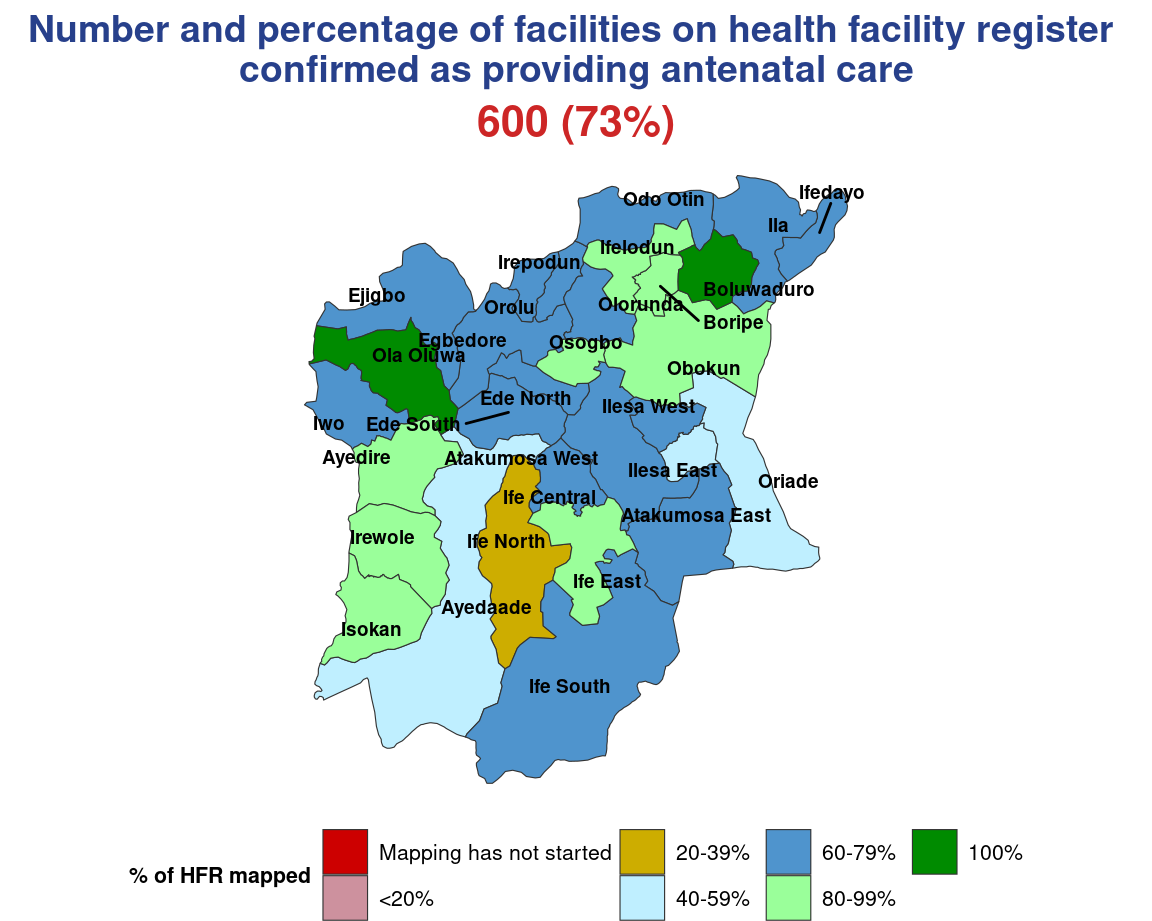 Number and percentage of facilities on health facility register
confirmed as providing antenatal care
600 (73%)
Ifedayo
Odo Otin
Ila
Ifelodun
Irepodun
Boluwaduro
Ejigbo
Olorunda
Orolu
Boripe
Egbedore
Osogbo
Ola Oluwa
Obokun
Ede North
Ilesa West
Iwo
Ede South
Ayedire
Atakumosa West
Ilesa East
Oriade
Ife Central
Atakumosa East
Irewole
Ife North
Ife East
Ayedaade
Isokan
Ife South
% of HFR mapped
Mapping has not started
<20%
20-39%
40-59%
60-79%
80-99%
100%